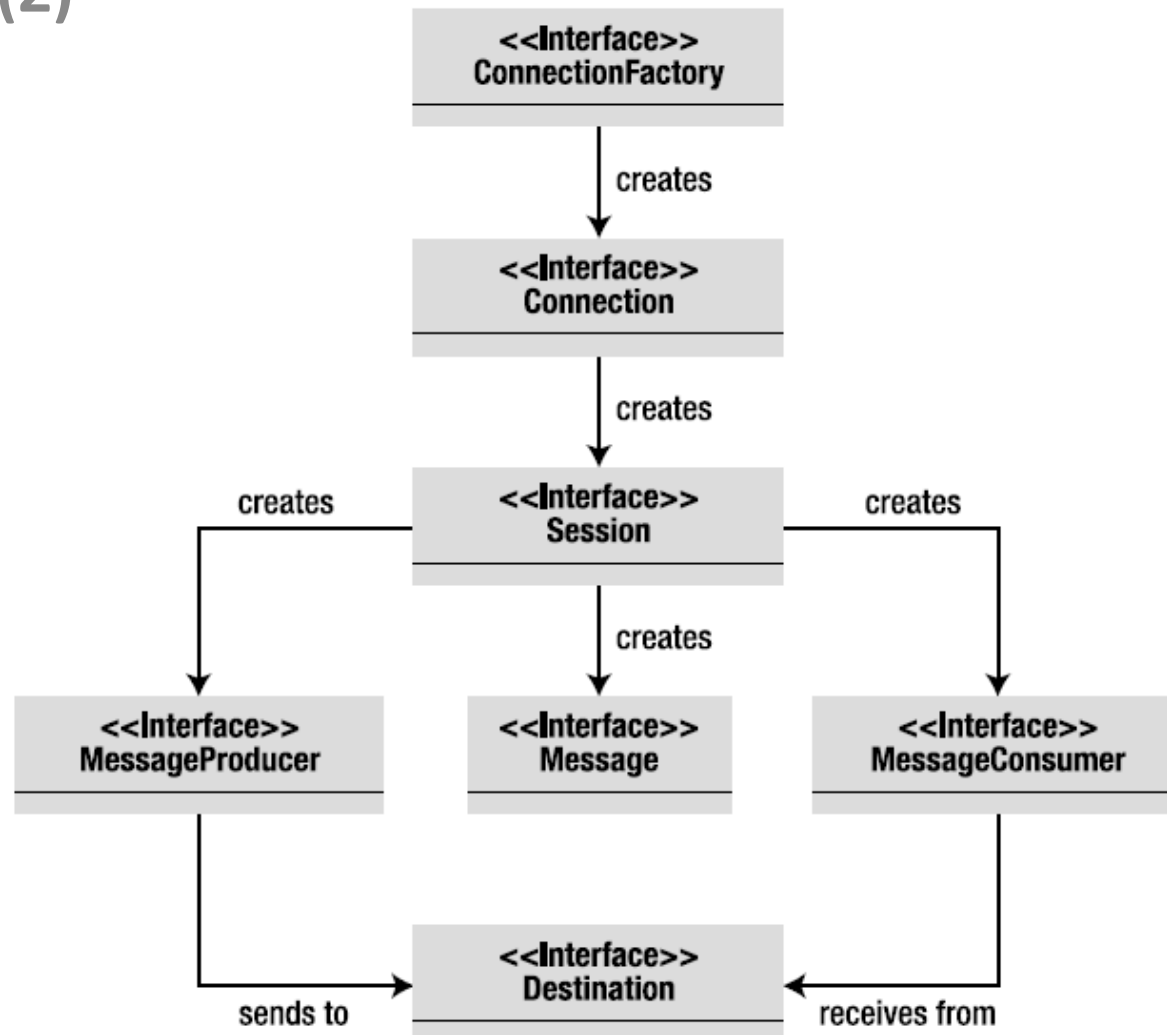 (2)
<<Interface>>
ConnectionFactory
creates
<<Interface>>
Connection
creates
creates
<<Interface>>
Session
creates
creates
<<Interface>>
MessageProducer
<<Interface>>
Message
<<Interface>>
MessageConsumer
<<Interface>>
Destination
sends to
receives from